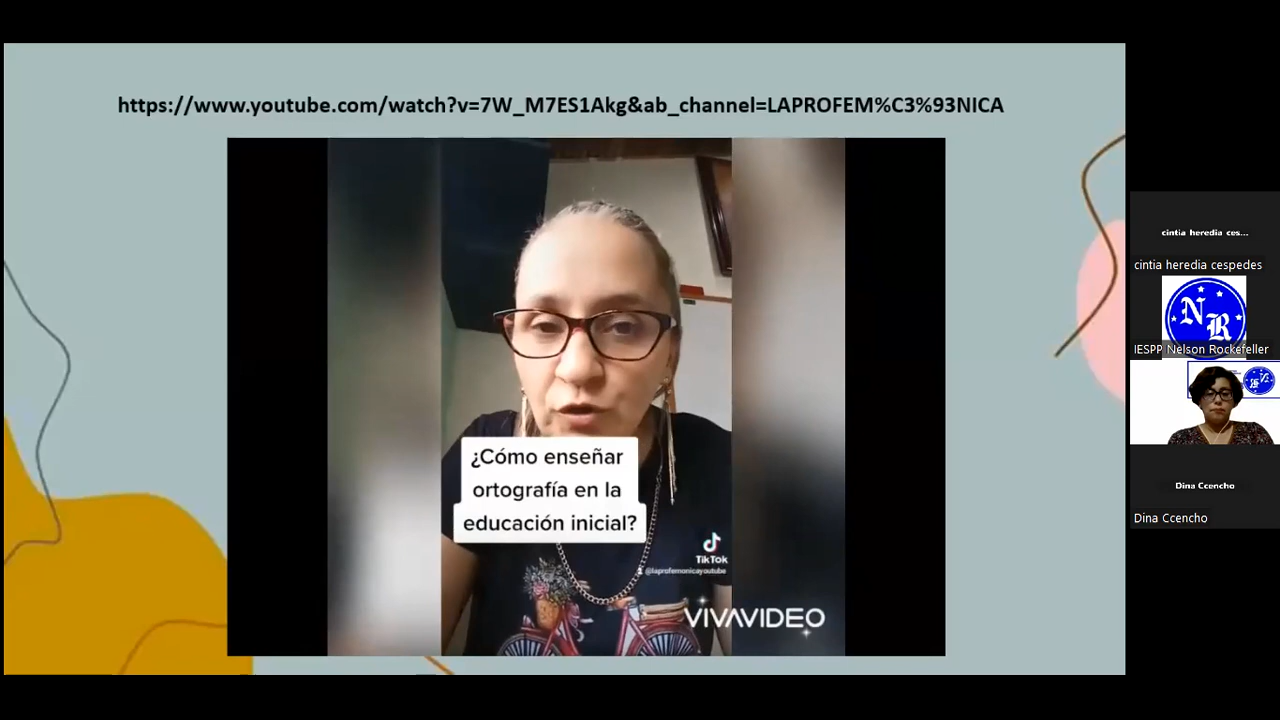 https://www.youtube.com/watch?v=7W_M7ES1Akg&ab_channel=LAPROFEM%C3%93NICA
¿Cómo enseñar
ortografía en la
educación inicial?
TikTok
@laprofemonicayoutube
VIVAVIDEO
cintia heredia ces...
cintia heredia cespedes
NR
IESPP Nelson Rockefeller
Dina Ccencho
Dina Ccencho